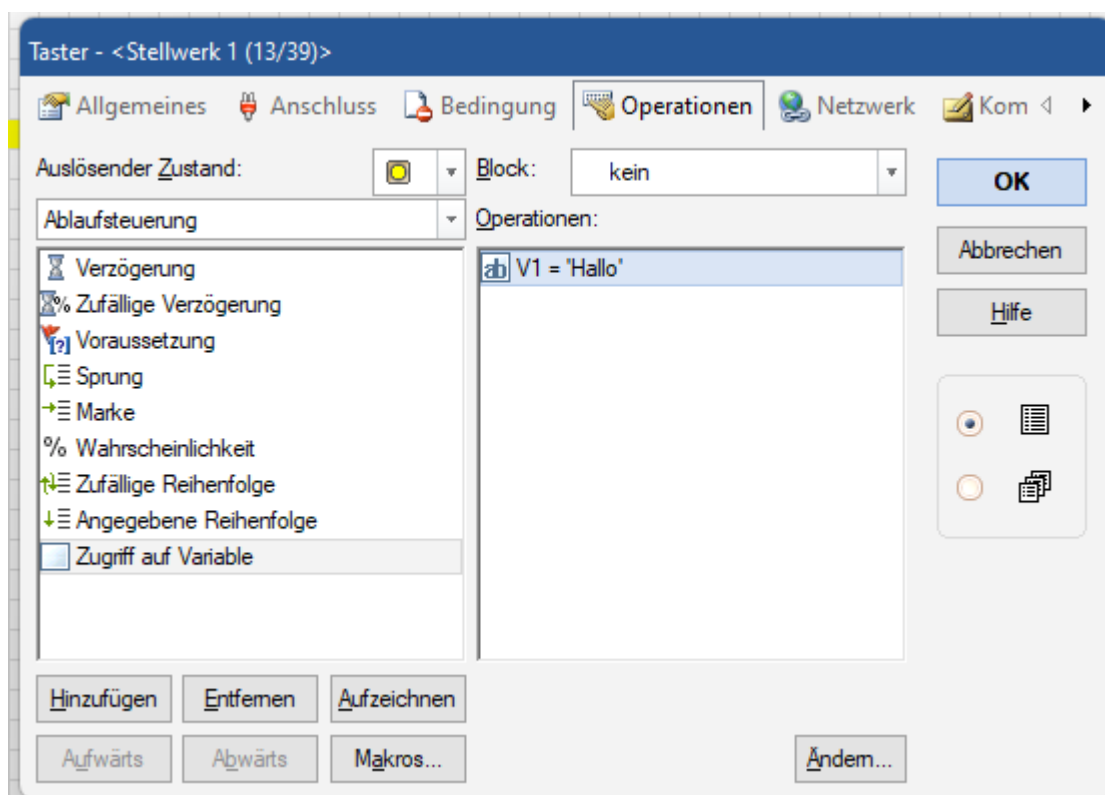 Taster - <Stellwerk 1 (13/39)>
Allgemeines Anschluss Bedingung Operationen Netzwerk Kom
Auslösender Zustand:
Block: kein
Ablaufsteuerung
Operationen:
Verzögerung
% Zufällige Verzögerung
[?] Voraussetzung
Sprung
Marke
% Wahrscheinlichkeit
Zufällige Reihenfolge
Angegebene Reihenfolge
Zugriff auf Variable
ab V1 = "Hallo"
OK
Abbrechen
Hilfe
Hinzufügen Entfernen Aufzeichnen
Aufwärts Abwärts Makros... Ändern...